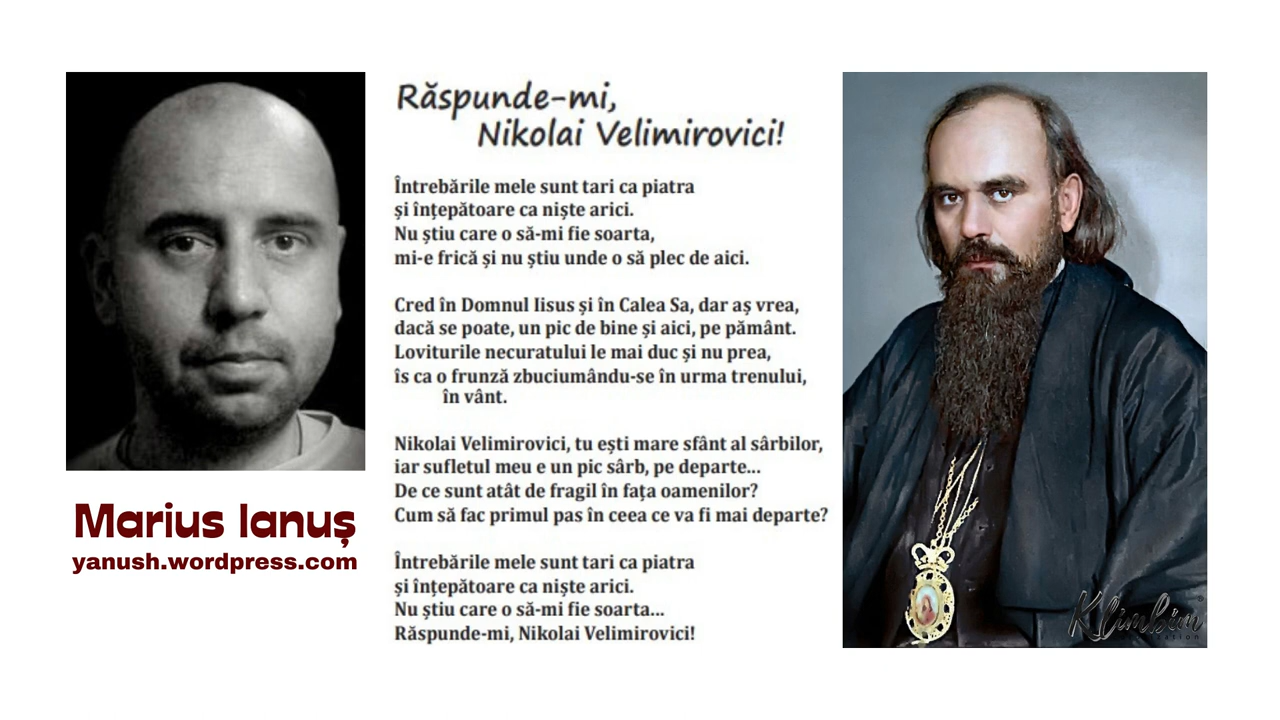 Răspunde-mi,
Nikolai Velimirovici!
Întrebările mele sunt tari ca piatra
și înțepătoare ca niște arici.
Nu știu care o să-mi fie soarta,
mi-e frică și nu știu unde o să plec de aici.
Cred în Domnul Iisus și în Calea Sa, dar aș vrea,
dacă se poate, un pic de bine și aici, pe pământ.
Loviturile necuratului le mai duc și nu prea,
îs ca o frunză zbuciumându-se în urma trenului,
în vânt.
Nikolai Velimirovici, tu ești mare sfânt al sârbilor,
iar sufletul meu e un pic sârb, pe departe...
De ce sunt atât de fragil în fața oamenilor?
Cum să fac primul pas în ceea ce va fi mai departe?
Întrebările mele sunt tari ca piatra
și înțepătoare ca niște arici.
Nu știu care o să-mi fie soarta...
Răspunde-mi, Nikolai Velimirovici!
Marius Ianuș
yanush.wordpress.com
Klimbim